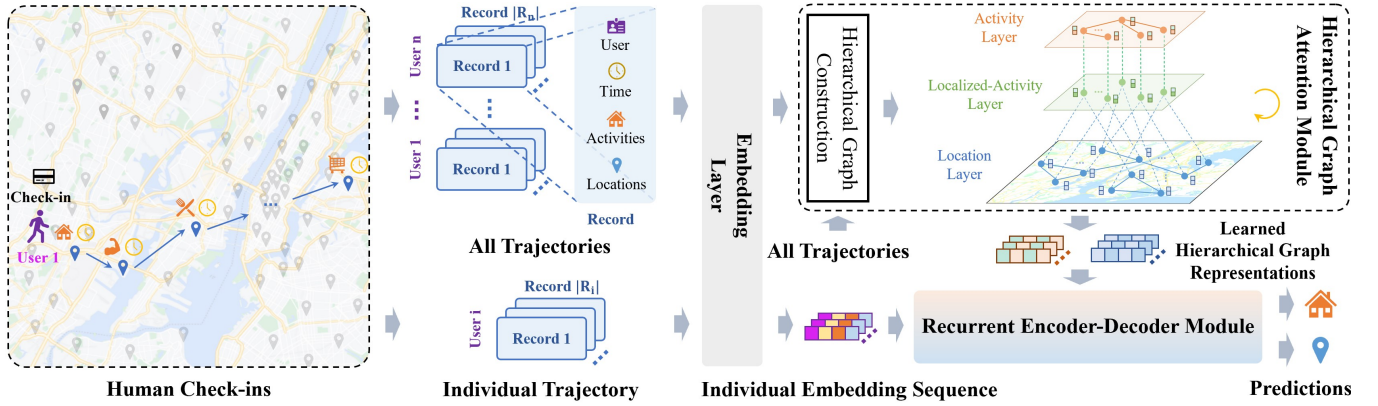 Check-in
User 1
...
Human Check-ins
Record |Rn|
User n
Record 1
...
...
User 1
Record 1
User
Time
Activities
Locations
Record
All Trajectories
Record |Ri|
User i
Record 1
Individual Trajectory
Embedding
Layer
Hierarchical Graph
Construction
All Trajectories
Activity
Layer
Localized-Activity
Layer
Location
Layer
Hierarchical Graph
Attention Module
Learned
Hierarchical Graph
Representations
Individual Embedding Sequence
Recurrent Encoder-Decoder Module
Predictions